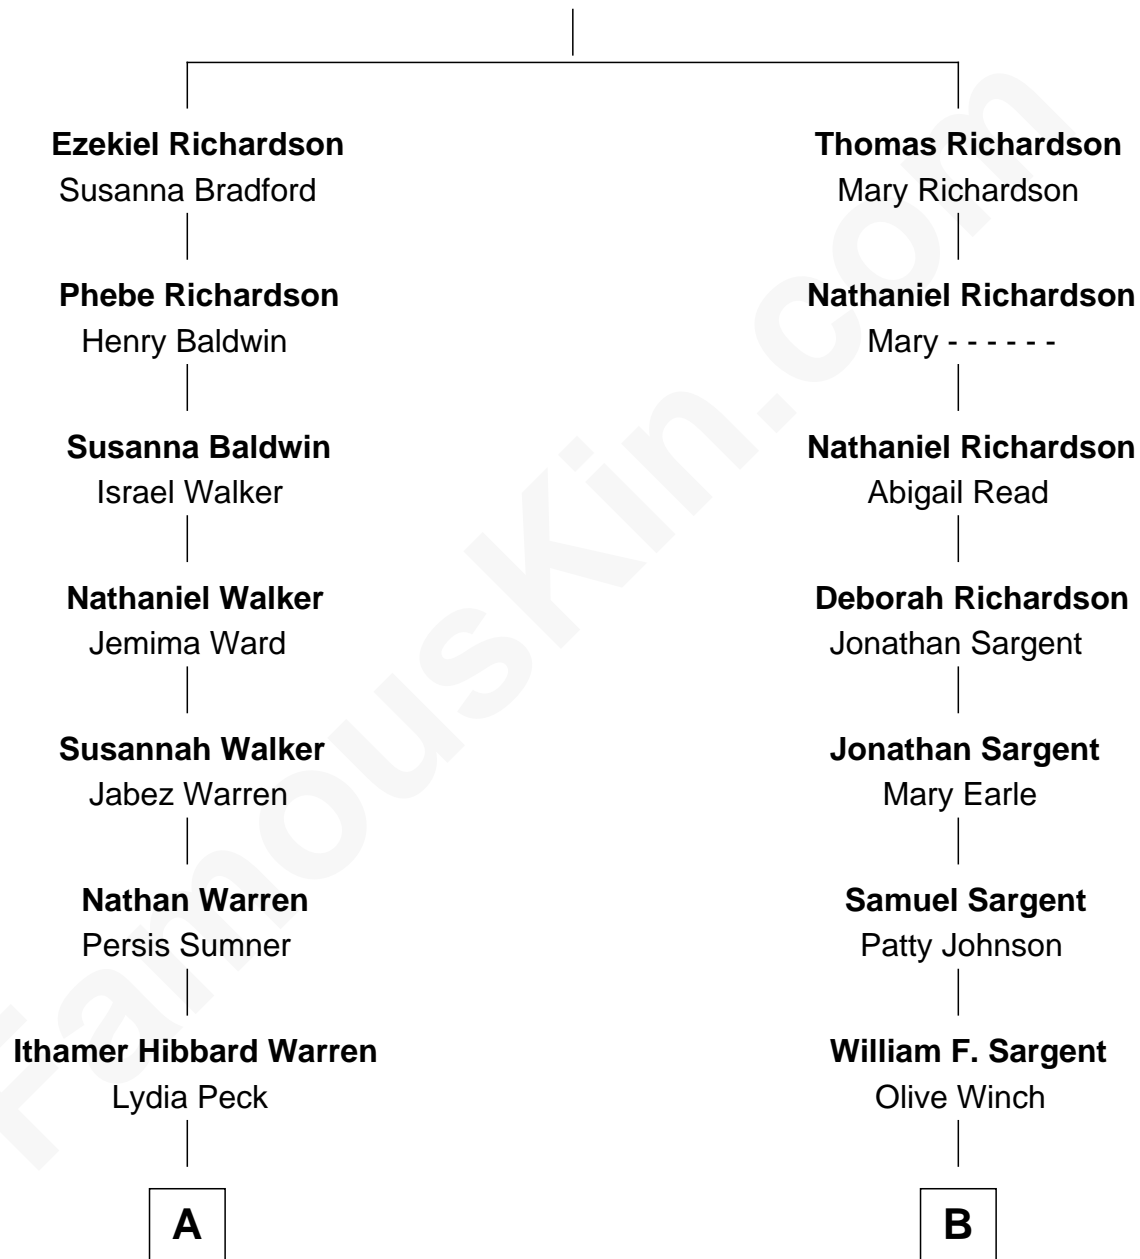 Ezekiel Richardson
Susanna Bradford
Thomas Richardson
Mary Richardson
Phebe Richardson
Henry Baldwin
Nathaniel Richardson
Mary - - - - - -
Susanna Baldwin
Israel Walker
Nathaniel Richardson
Abigail Read
Nathaniel Walker
Jemima Ward
Deborah Richardson
Jonathan Sargent
Susannah Walker
Jabez Warren
Jonathan Sargent
Mary Earle
Nathan Warren
Persis Sumner
Samuel Sargent
Patty Johnson
Ithamer Hibbard Warren
Lydia Peck
William F. Sargent
Olive Winch
A
B
FamousKin.com